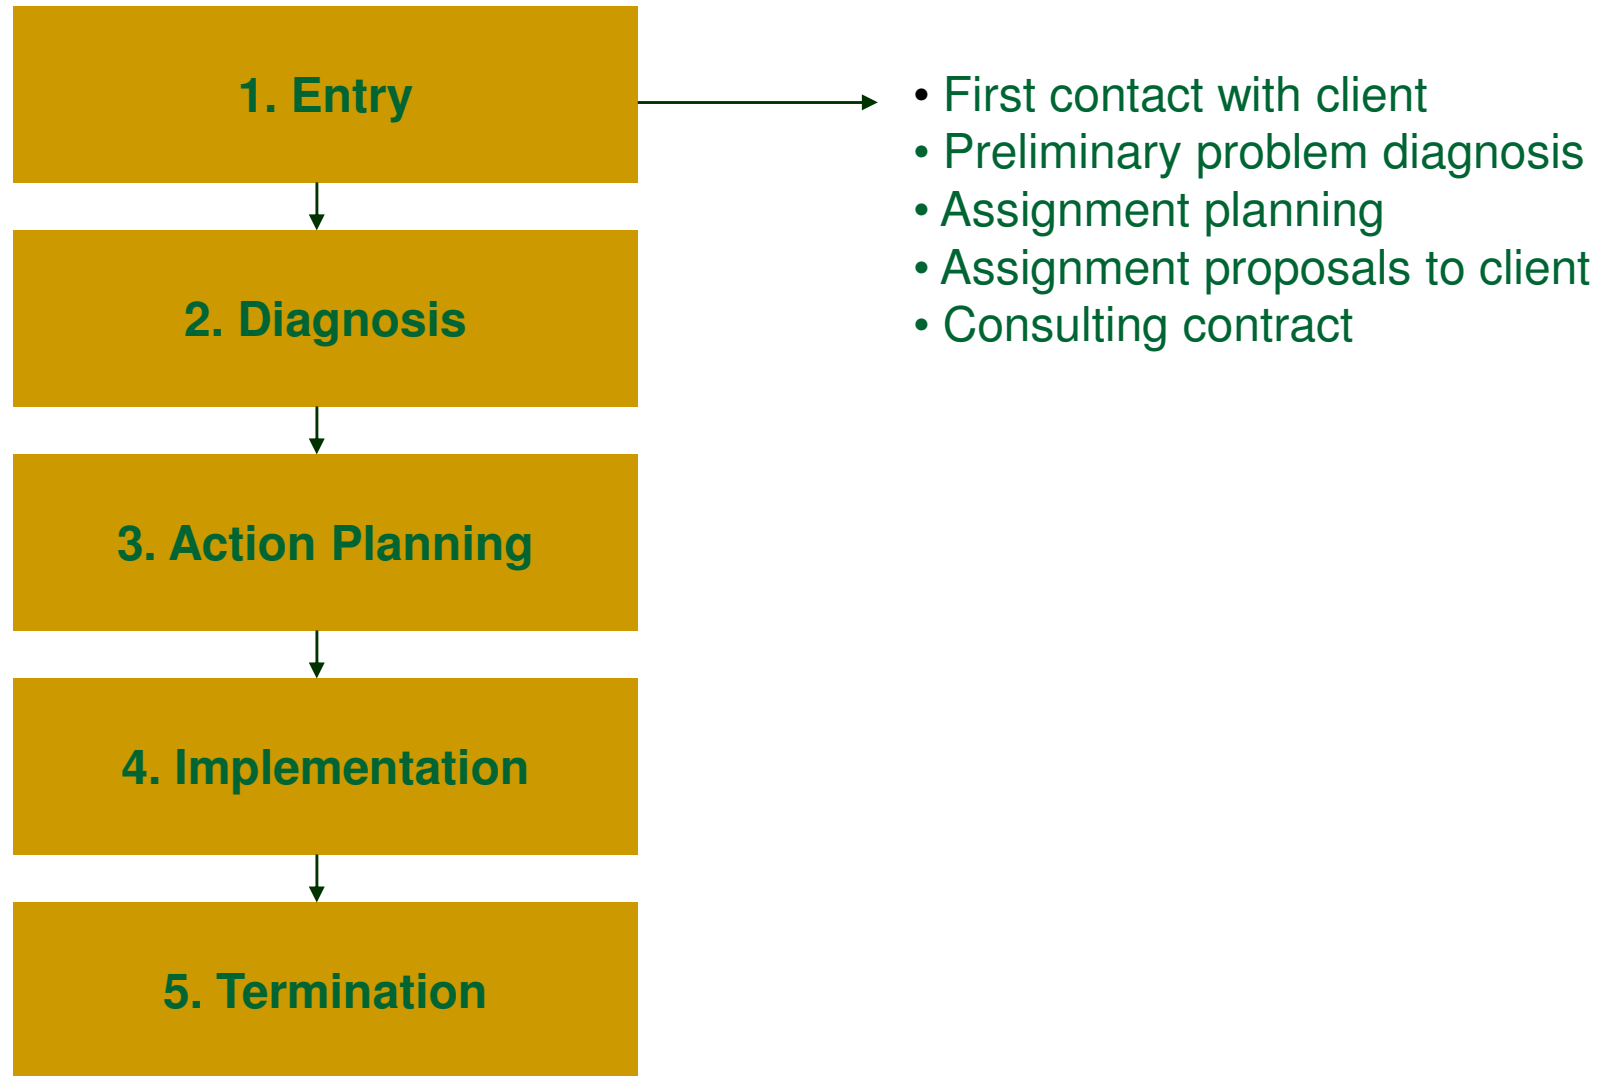 1. Entry
• First contact with client
• Preliminary problem diagnosis
• Assignment planning
• Assignment proposals to client
• Consulting contract
2. Diagnosis
3. Action Planning
4. Implementation
5. Termination